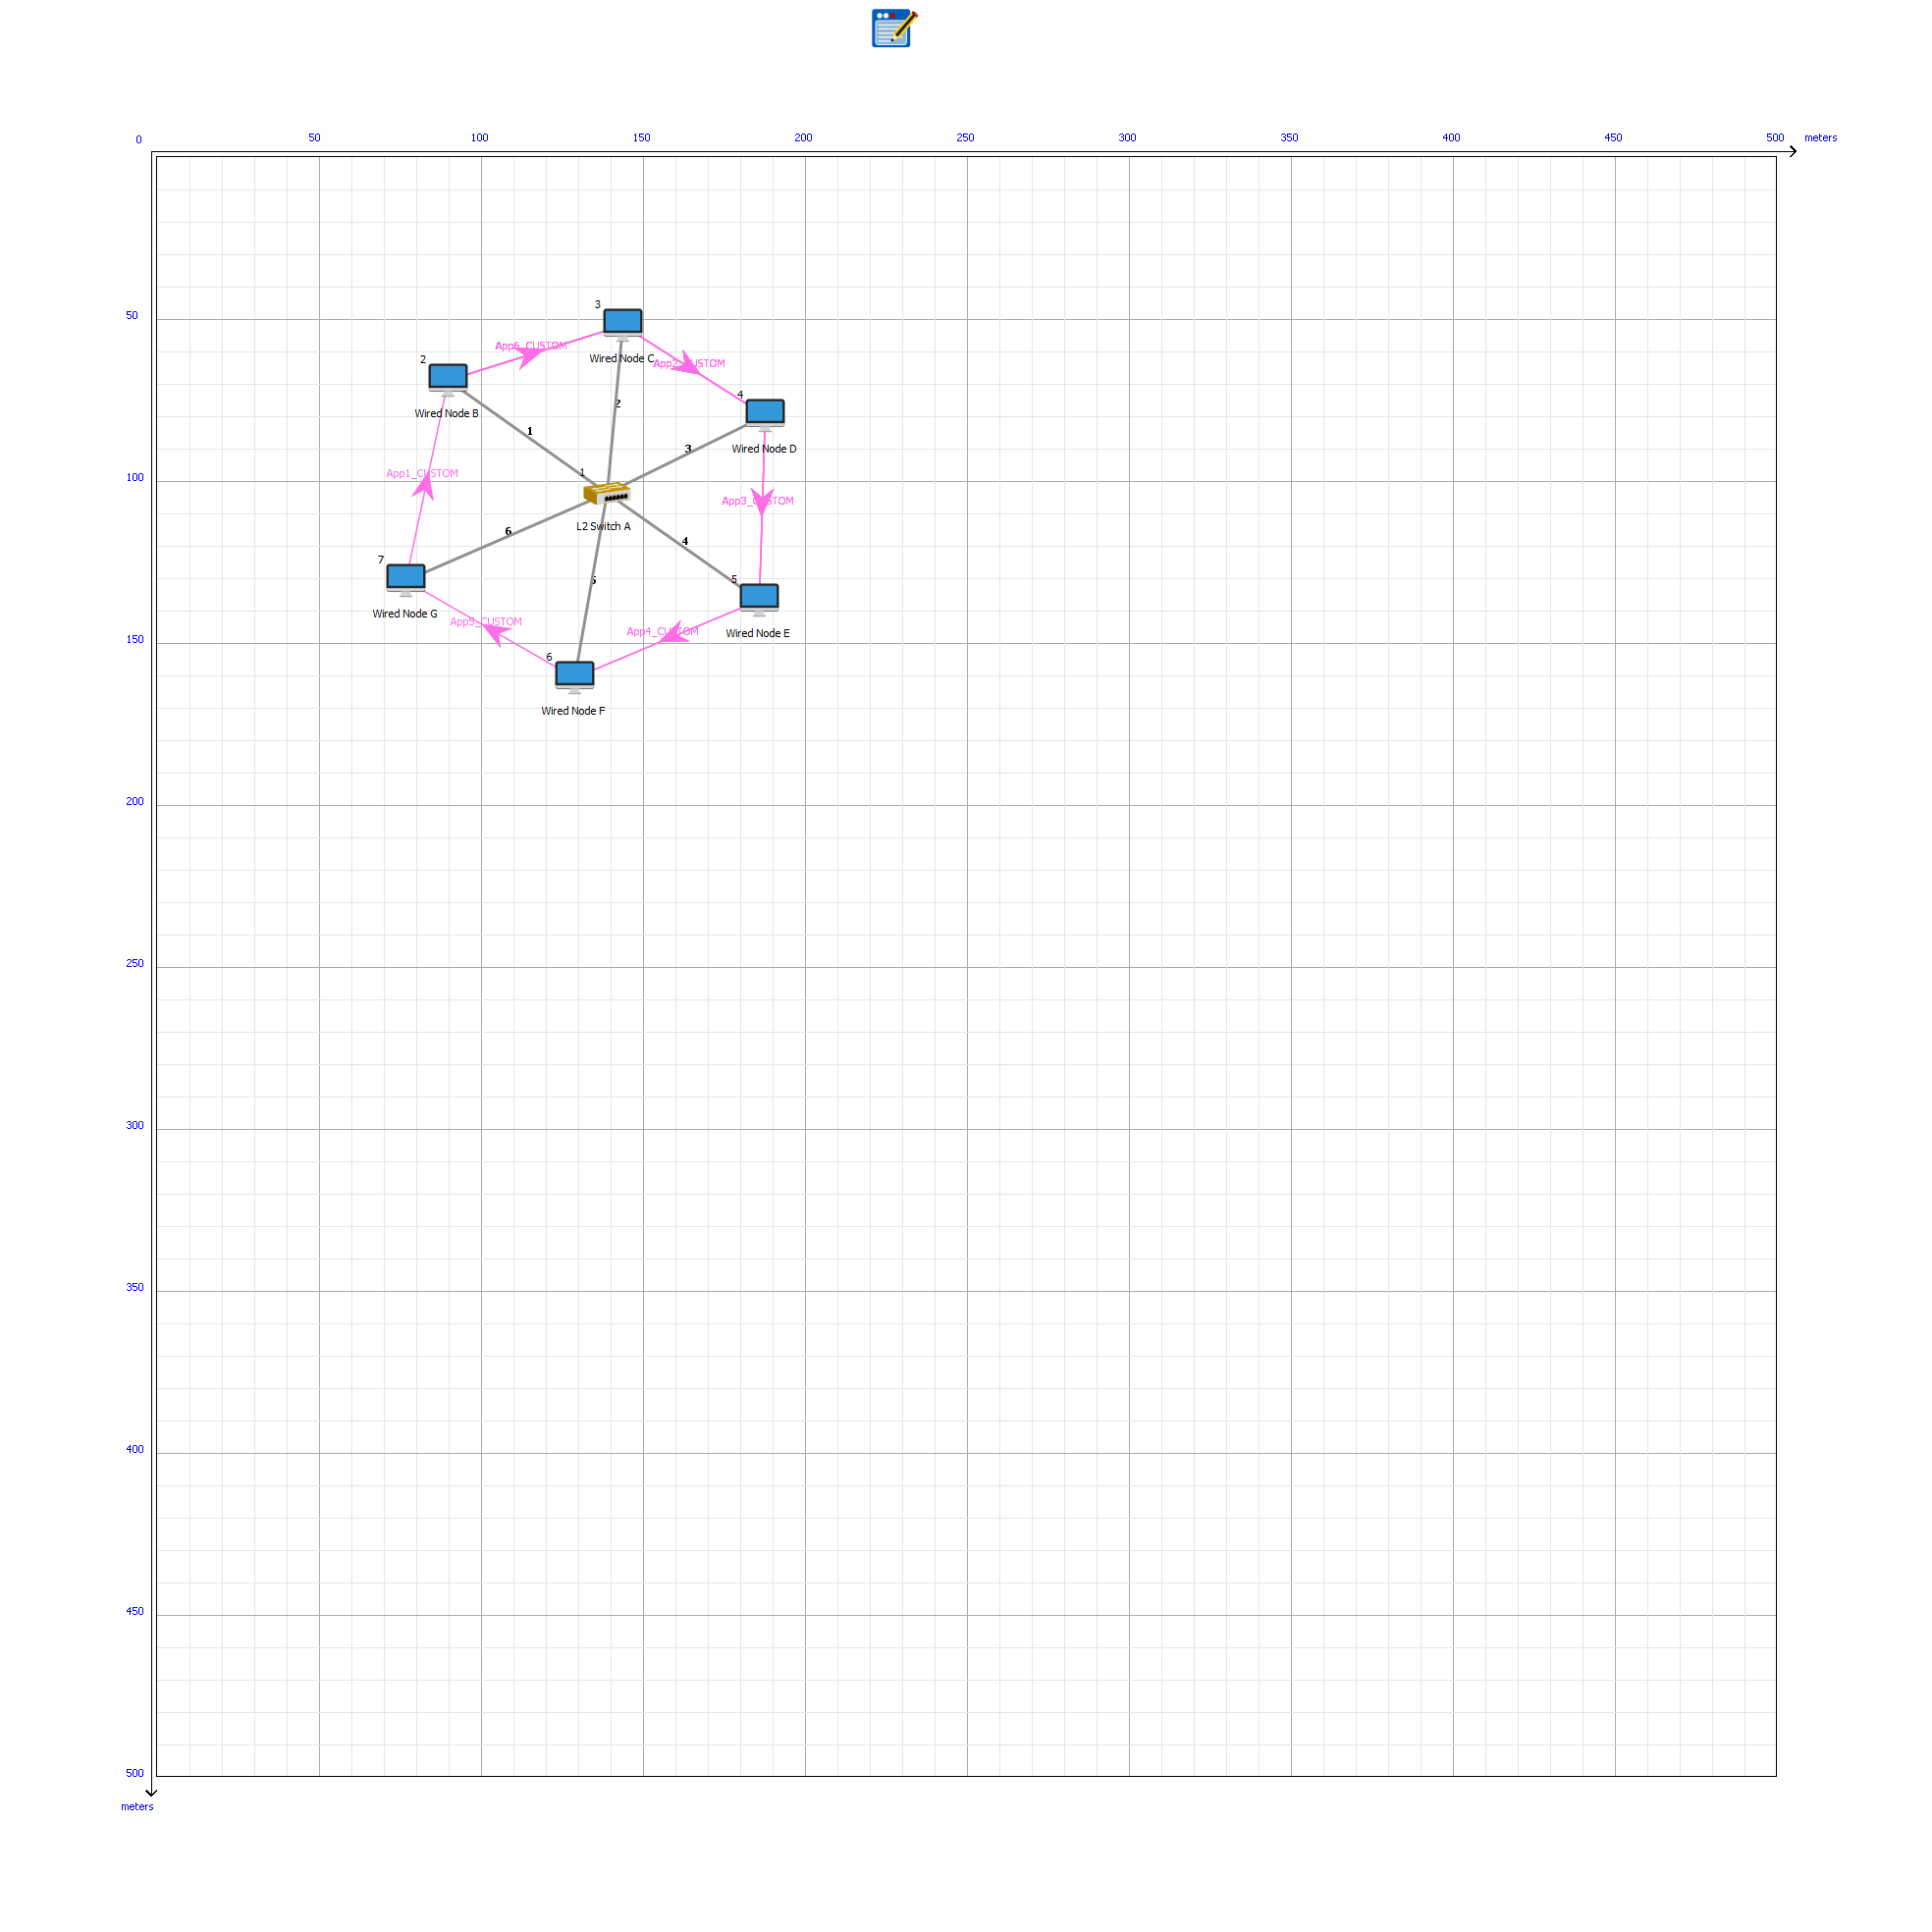 0 50 100 150 200 250 300 350 400 450 500 meters
50
100
150
200
250
300
350
400
450
500
meters
3
Wired Node C
2
Wired Node B
4
Wired Node D
1
L2 Switch A
7
Wired Node G
5
Wired Node E
6
Wired Node F
App6_CUSTOM
App2_CUSTOM
App1_CUSTOM
App3_CUSTOM
App5_CUSTOM
App4_CUSTOM
1
2
3
4
5
6